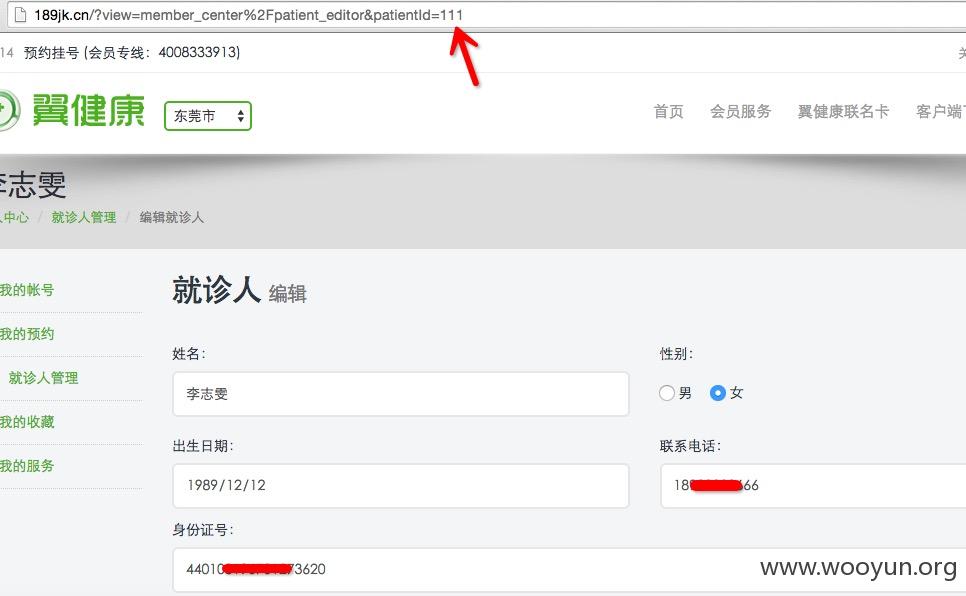 189jk.cn/?view=member_center%2Fpatient_editor&patientId=111
14 预约挂号 (会员专线：4008333913)
翼健康 东莞市 首页 会员服务 翼健康联名卡 客户端
李志雯
人中心 / 就诊人管理 / 编辑就诊人
我的帐号
我的预约
就诊人管理
我的收藏
我的服务
就诊人 编辑
姓名： 性别：
李志雯 男 女
出生日期： 联系电话：
1989/12/12 18 66
身份证号：
4401 3620
www.wooyun.org